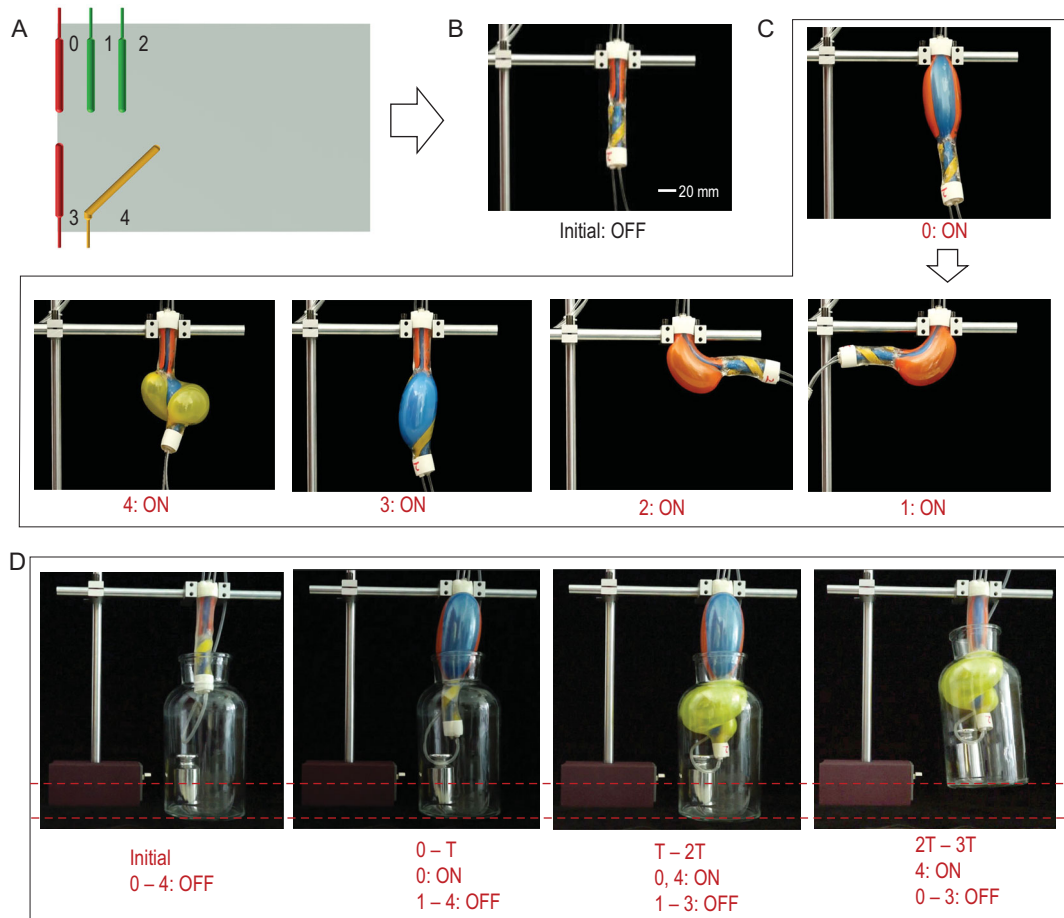 A
0
1
2
3
4
B
20 mm
Initial: OFF
C
0: ON
4: ON
3: ON
2: ON
1: ON
D
Initial
0 – 4: OFF
0 – T
0: ON
1 – 4: OFF
T – 2T
0, 4: ON
1 – 3: OFF
2T – 3T
4: ON
0 – 3: OFF